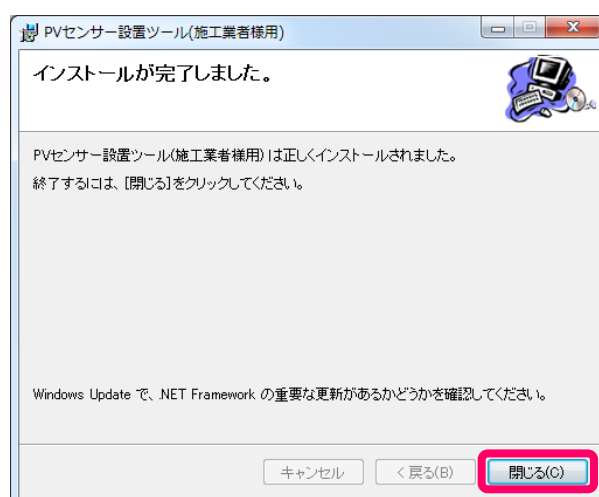 PVセンサー設置ツール(施工業者様用)
インストールが完了しました。
PVセンサー設置ツール(施工業者様用) は正しくインストールされました。
終了するには、[閉じる]をクリックしてください。
Windows Update で、.NET Framework の重要な更新があるかどうかを確認してください。
キャンセル
< 戻る(B)
閉じる(C)